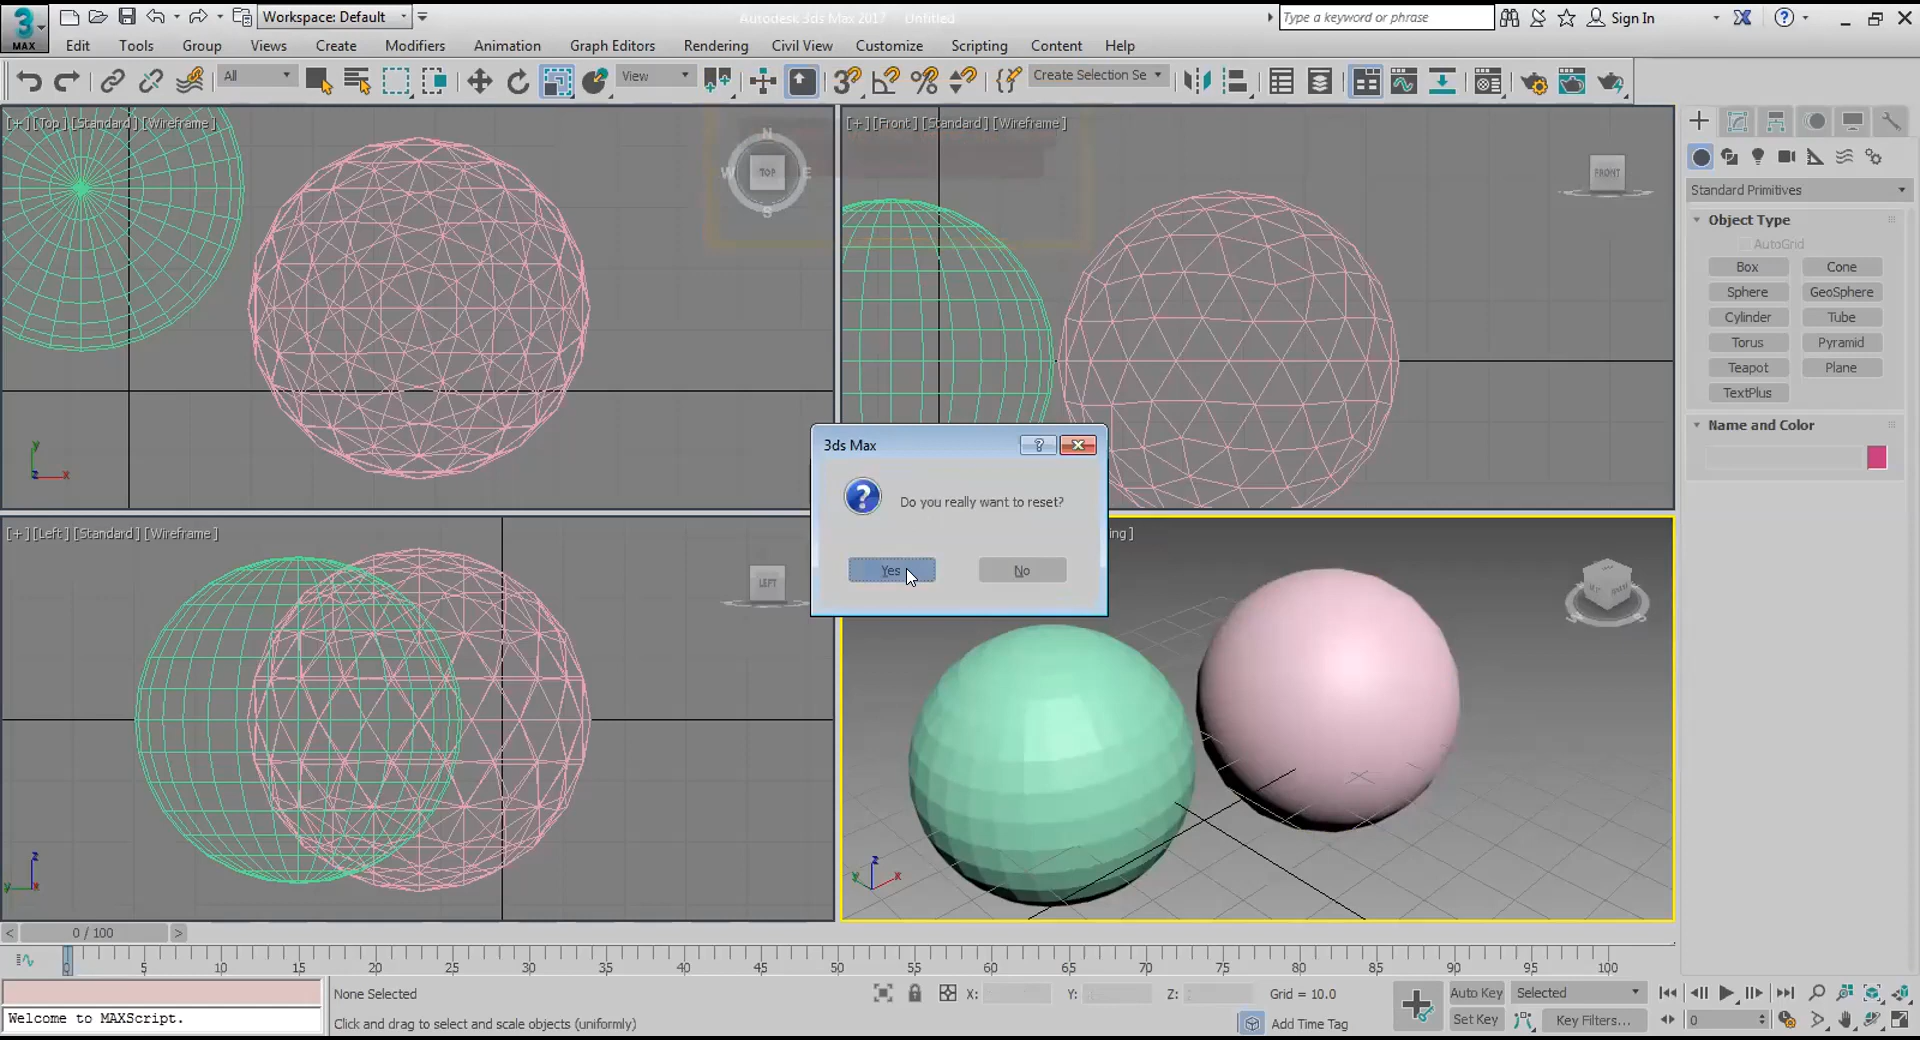 Workspace: Default
Autodesk 3ds Max 2017 Untitled
Type a keyword or phrase
Sign In
3
MAX
Edit Tools Group Views Create Modifiers Animation Graph Editors Rendering Civil View Customize Scripting Content Help
All
View
Create Selection Se
[+] [Top] [Standard] [Wireframe]
N
W
TOP
E
S
[+] [Front] [Standard] [Wireframe]
FRONT
Standard Primitives
Object Type
AutoGrid
Box Cone
Sphere GeoSphere
Cylinder Tube
Torus Pyramid
Teapot Plane
TextPlus
Name and Color
y
z
x
3ds Max
?
Do you really want to reset?
Yes No
[+] [Left] [Standard] [Wireframe]
LEFT
ing]
z
y
x
z
y
x
< 0 / 100 >
0 5 10 15 20 25 30 35 40 45 50 55 60 65 70 75 80 85 90 95 100
None Selected
X: Y: Z: Grid = 10.0
Auto Key Selected
Welcome to MAXScript.
Click and drag to select and scale objects (uniformly)
Add Time Tag
Set Key Key Filters...
0